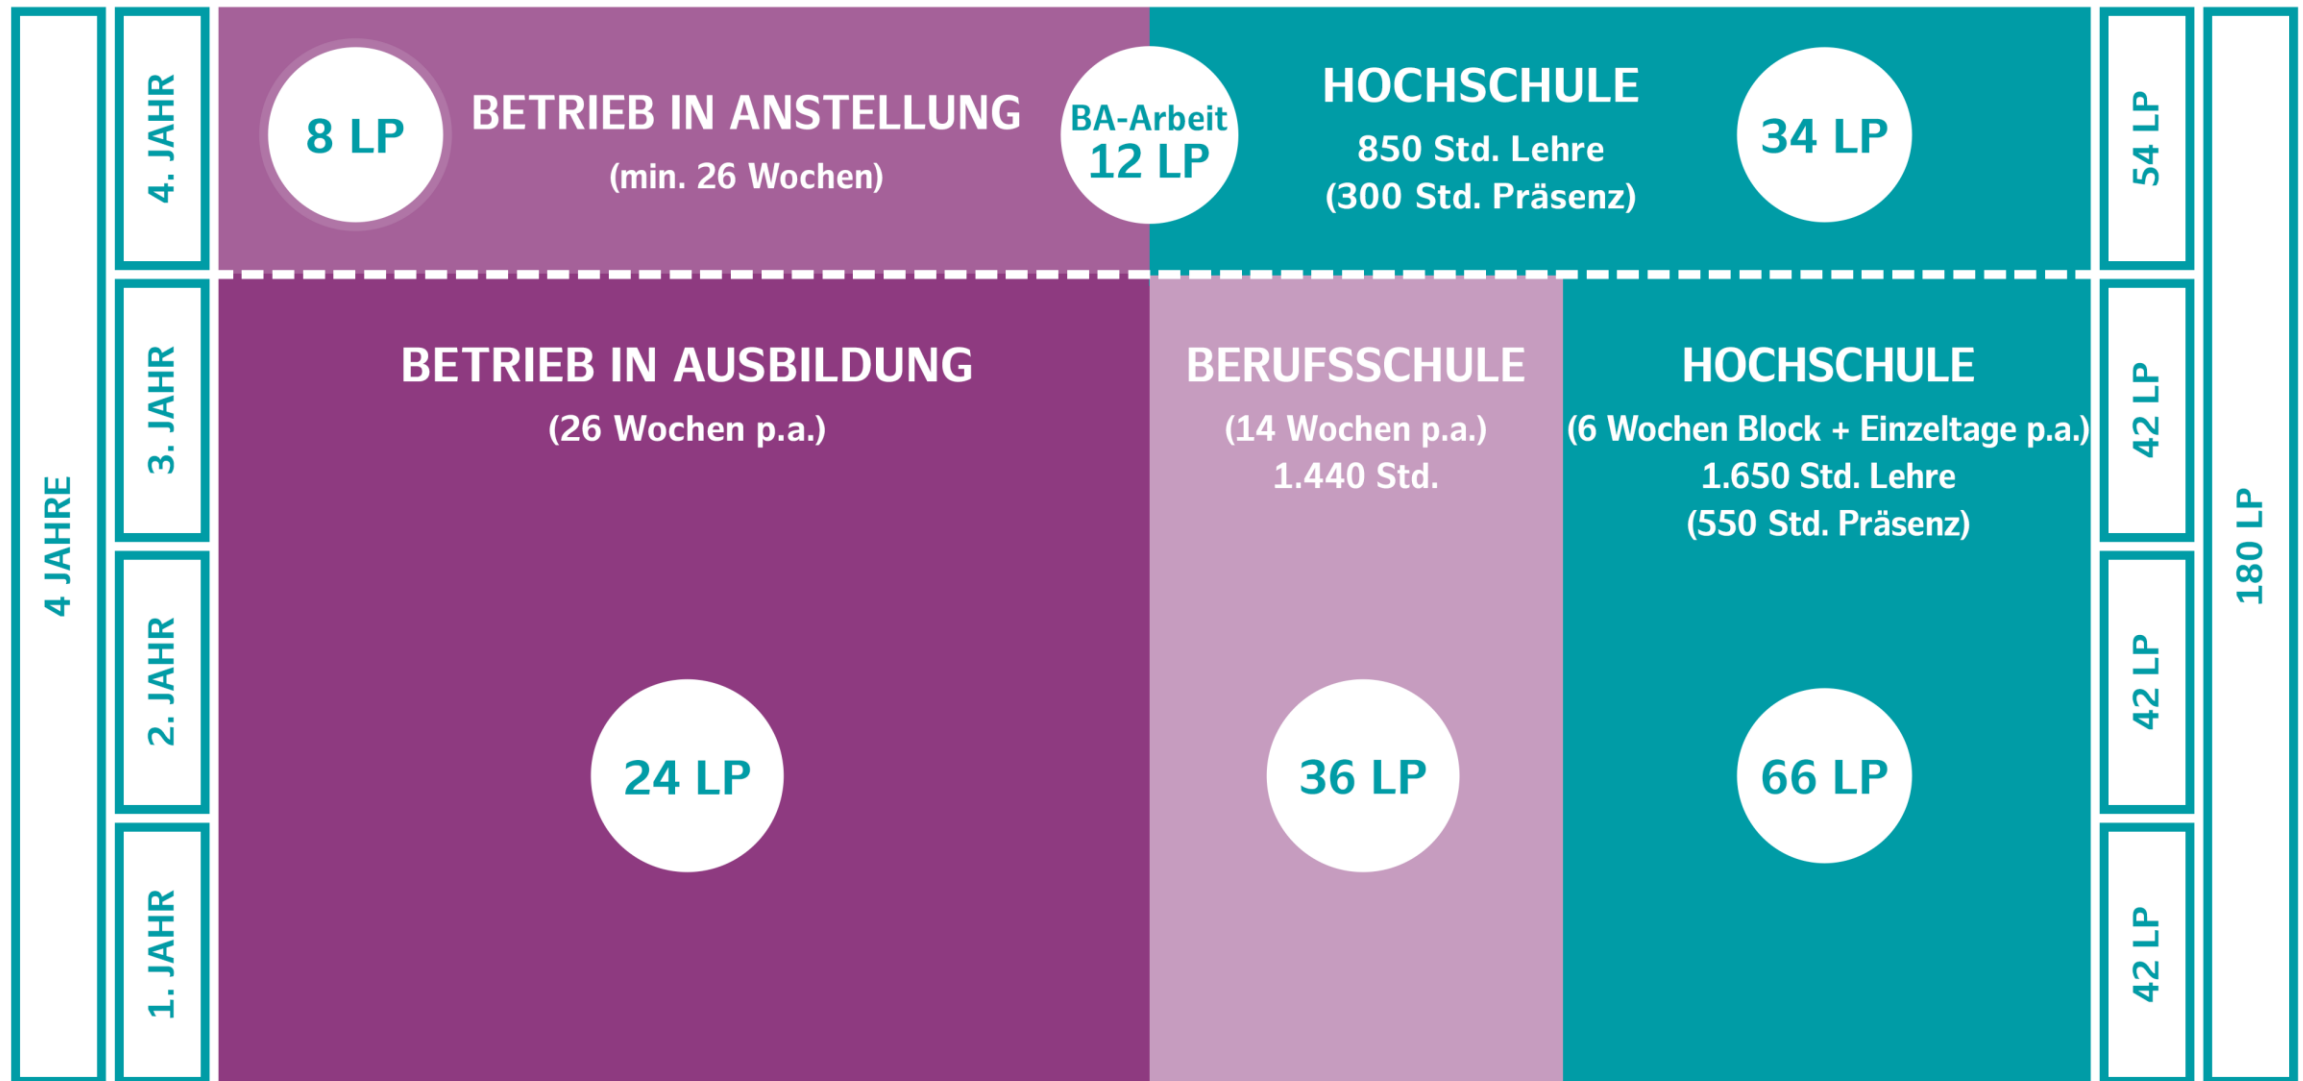 4 JAHRE
4. JAHR
3. JAHR
2. JAHR
1. JAHR
8 LP
BETRIEB IN ANSTELLUNG
(min. 26 Wochen)
BA-Arbeit
12 LP
HOCHSCHULE
850 Std. Lehre
(300 Std. Präsenz)
34 LP
BETRIEB IN AUSBILDUNG
(26 Wochen p.a.)
24 LP
BERUFSSCHULE
(14 Wochen p.a.)
1.440 Std.
36 LP
HOCHSCHULE
(6 Wochen Block + Einzeltage p.a.)
1.650 Std. Lehre
(550 Std. Präsenz)
66 LP
54 LP
42 LP
42 LP
42 LP
180 LP